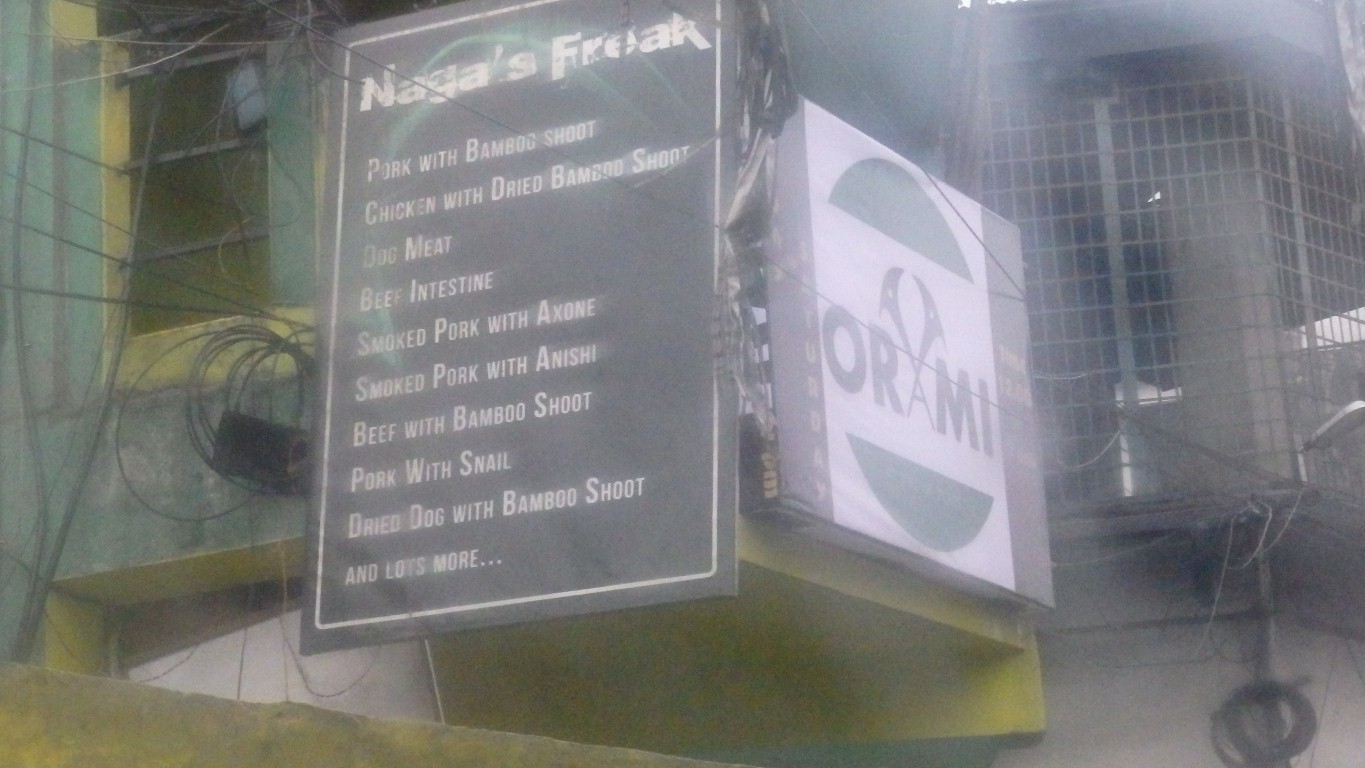 Naga's Freak
Pork with Bamboo shoot
Chicken with Dried Bamboo Shoot
Dog Meat
Beef Intestine
Smoked Pork with Axone
Smoked Pork with Anishi
Beef with Bamboo Shoot
Pork With Snail
Dried Dog with Bamboo Shoot
and lots more...
ORAMI